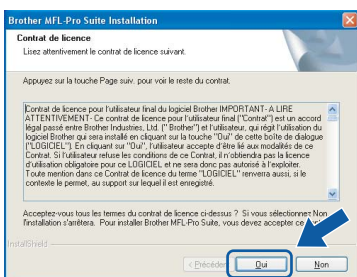 Brother MFL-Pro Suite Installation
Contrat de licence
Lisez attentivement le contrat de licence suivant.
Appuyez sur la touche Page suiv. pour voir le reste du contrat.
Contrat de licence pour l'utilisateur final du logiciel Brother IMPORTANT- A LIRE
ATTENTIVEMENT- Ce contrat de licence pour l'utilisateur final ("Contrat") est un accord
légal passé entre Brother Industries, Ltd. (" Brother") et l'utilisateur, qui régit l'utilisation du
logiciel Brother qui sera installé en cliquant sur la touche "Oui" de cette boîte de dialogue
("LOGICIEL"). En cliquant sur "Oui", l'utilisateur accepte d'être lié aux modalités de ce
Contrat. Si l'utilisateur refuse les conditions de ce Contrat, il n'obtiendra pas la licence
d'utilisation obligatoire pour ce LOGICIEL et ne sera donc pas autorisé à l'exploiter.
Toute mention dans ce Contrat de licence du terme "LOGICIEL" renverra aussi, si le
contexte le permet, au support sur lequel il est enregistré.
Acceptez-vous tous les termes du contrat de licence ci-dessus ? Si vous sélectionnez Non
l'installation s'arrêtera. Pour installer Brother MFL-Pro Suite, vous devez accepter ce
InstallShield
< Précédent Oui Non